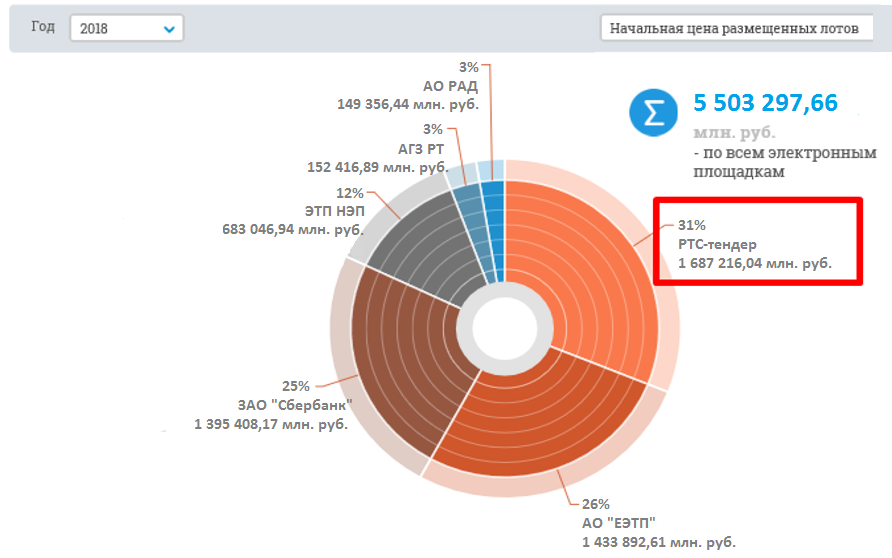 Год
2018
Начальная цена размещенных лотов
Σ
5 503 297,66
млн. руб.
- по всем электронным
площадкам
3%
АО РАД
149 356,44 млн. руб.
3%
АГЗ РТ
152 416,89 млн. руб.
12%
ЭТП НЭП
683 046,94 млн. руб.
31%
РТС-тендер
1 687 216,04 млн. руб.
25%
ЗАО "Сбербанк"
1 395 408,17 млн. руб.
26%
АО "ЕЭТП"
1 433 892,61 млн. руб.